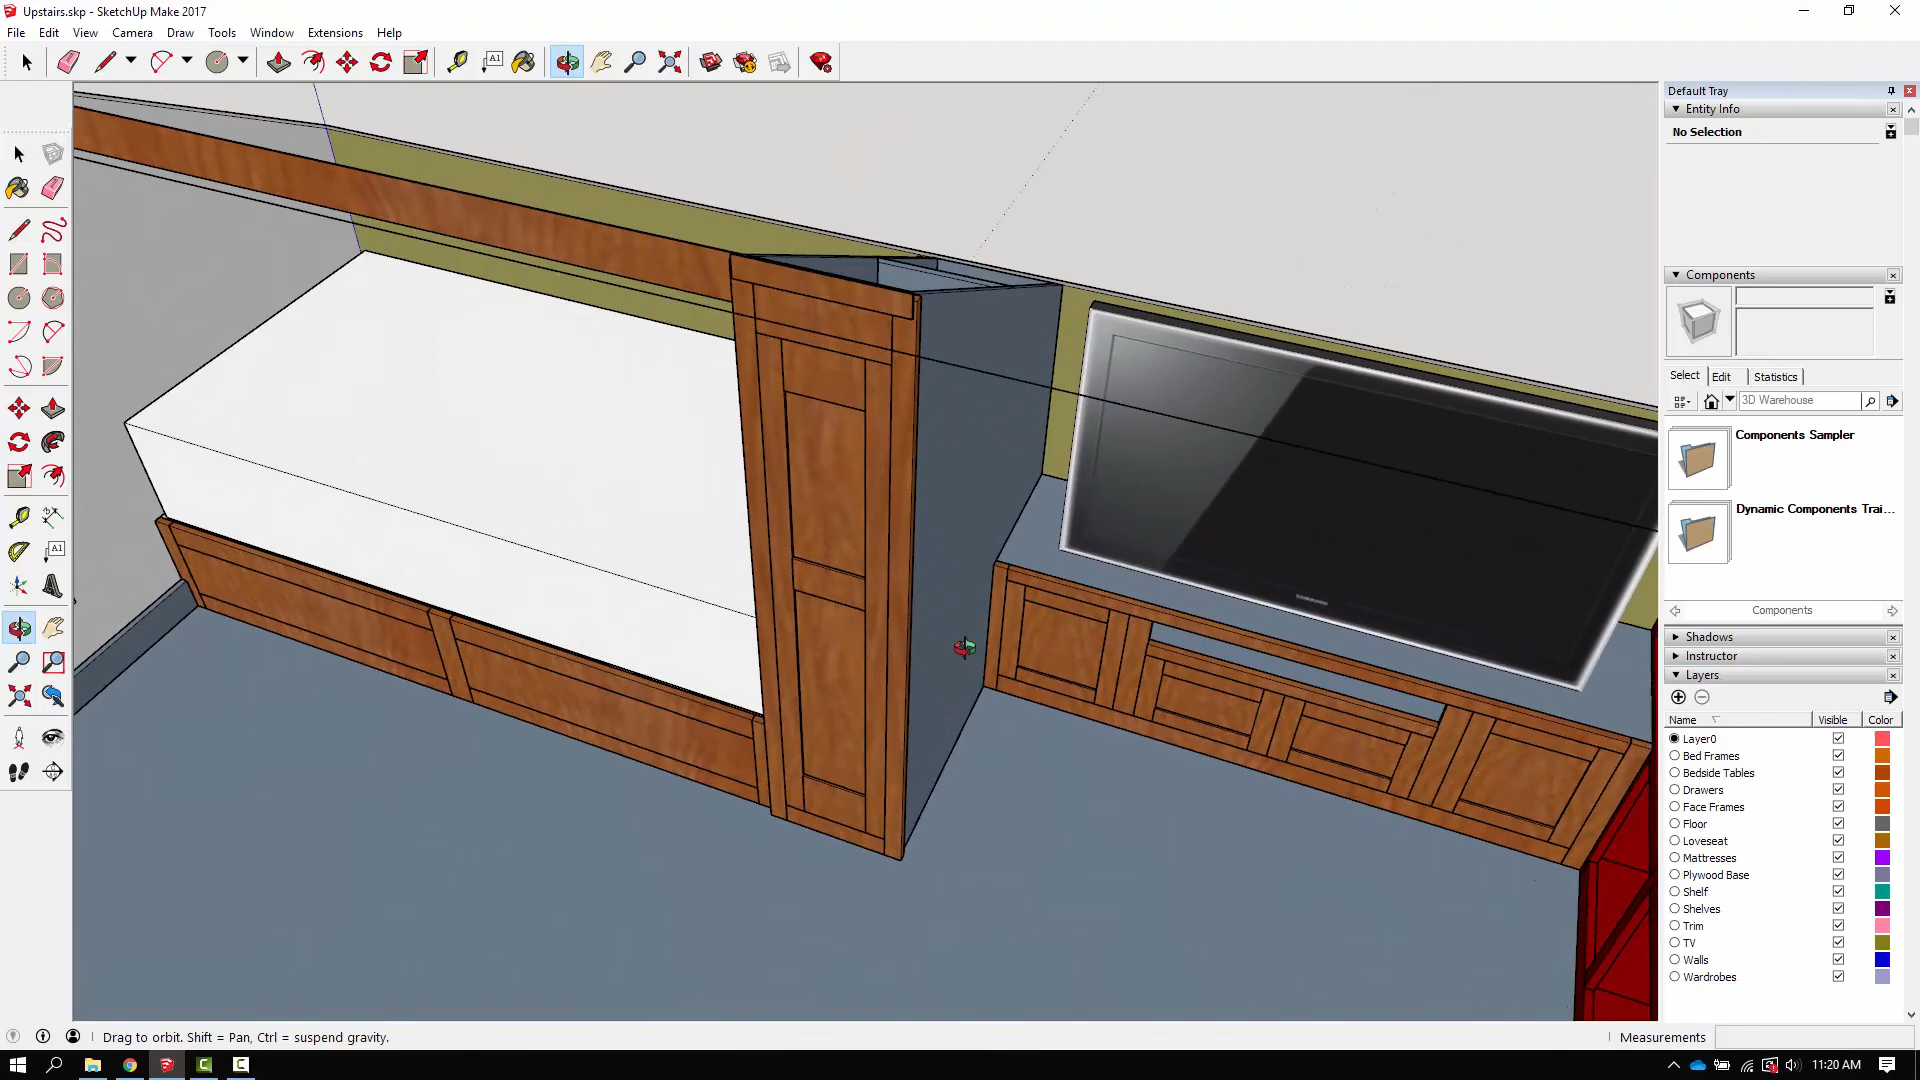 Upstairs.skp - SketchUp Make 2017
File Edit View Camera Draw Tools Window Extensions Help
A1
Default Tray
Entity Info
No Selection
Components
Select Edit Statistics
3D Warehouse
Components Sampler
Dynamic Components Trai...
Components
Shadows
Instructor
Layers
Name Visible Color
Layer0
Bed Frames
Bedside Tables
Drawers
Face Frames
Floor
Loveseat
Mattresses
Plywood Base
Shelf
Shelves
Trim
TV
Walls
Wardrobes
A1
SAMSUNG
Drag to orbit. Shift = Pan, Ctrl = suspend gravity.
Measurements
11:20 AM